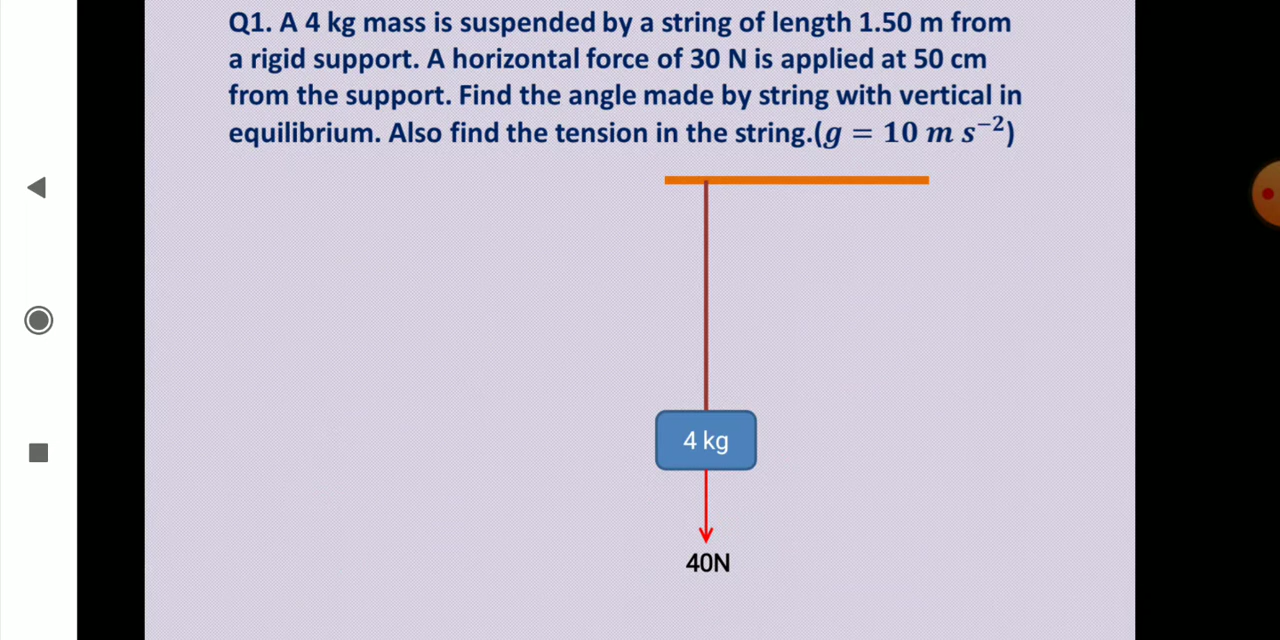 Q1. A 4 kg mass is suspended by a string of length 1.50 m from
a rigid support. A horizontal force of 30 N is applied at 50 cm
from the support. Find the angle made by string with vertical in
equilibrium. Also find the tension in the string.(g = 10 m s⁻²)
4 kg
40N